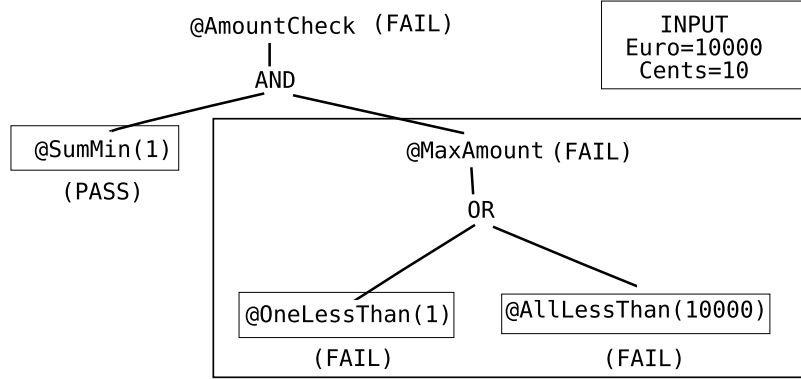 @AmountCheck (FAIL)
INPUT
Euro=10000
Cents=10
AND
@SumMin(1)
(PASS)
@MaxAmount (FAIL)
OR
@OneLessThan(1)
(FAIL)
@AllLessThan(10000)
(FAIL)